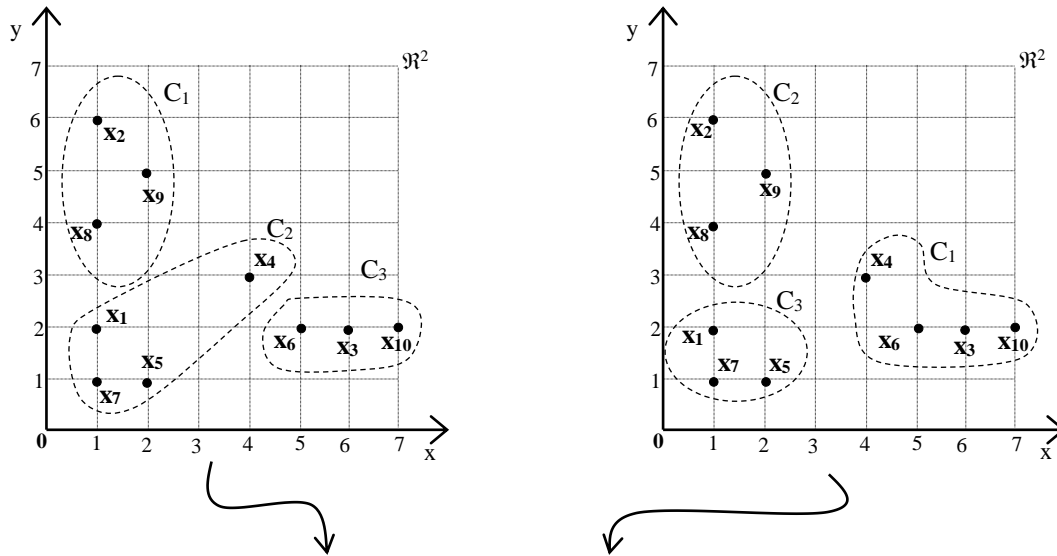 y
ℜ²
7
C₁
6
x₂
5
x₉
4
x₈
C₂
x₄
3
C₃
x₁
2
x₆
x₃
x₁₀
x₅
1
x₇
0
1 2 3 4 5 6 7
x
y
ℜ²
7
C₂
6
x₂
5
x₉
4
x₈
C₁
x₄
3
2
x₁
x₆
x₃
x₁₀
x₇
x₅
C₃
1
0
1 2 3 4 5 6 7
x